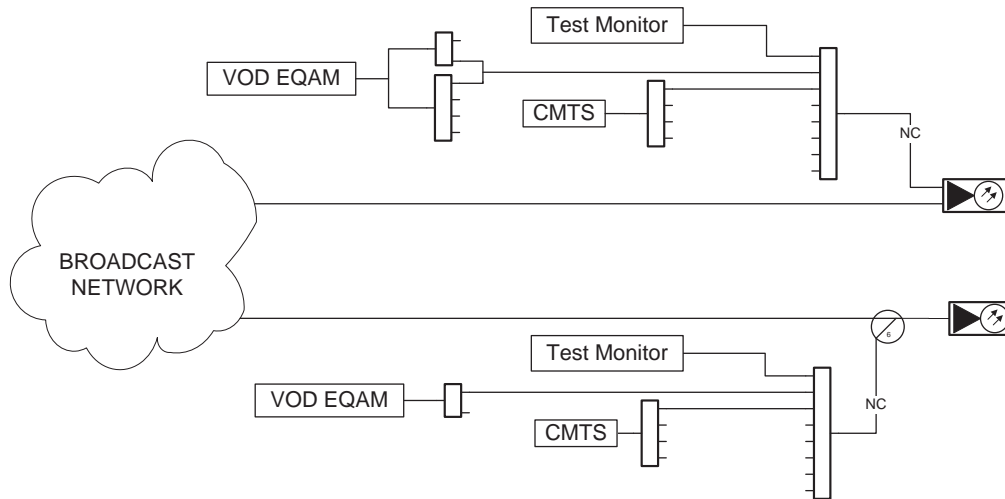 Test Monitor
VOD EQAM
CMTS
NC
BROADCAST
NETWORK
6
Test Monitor
VOD EQAM
NC
CMTS